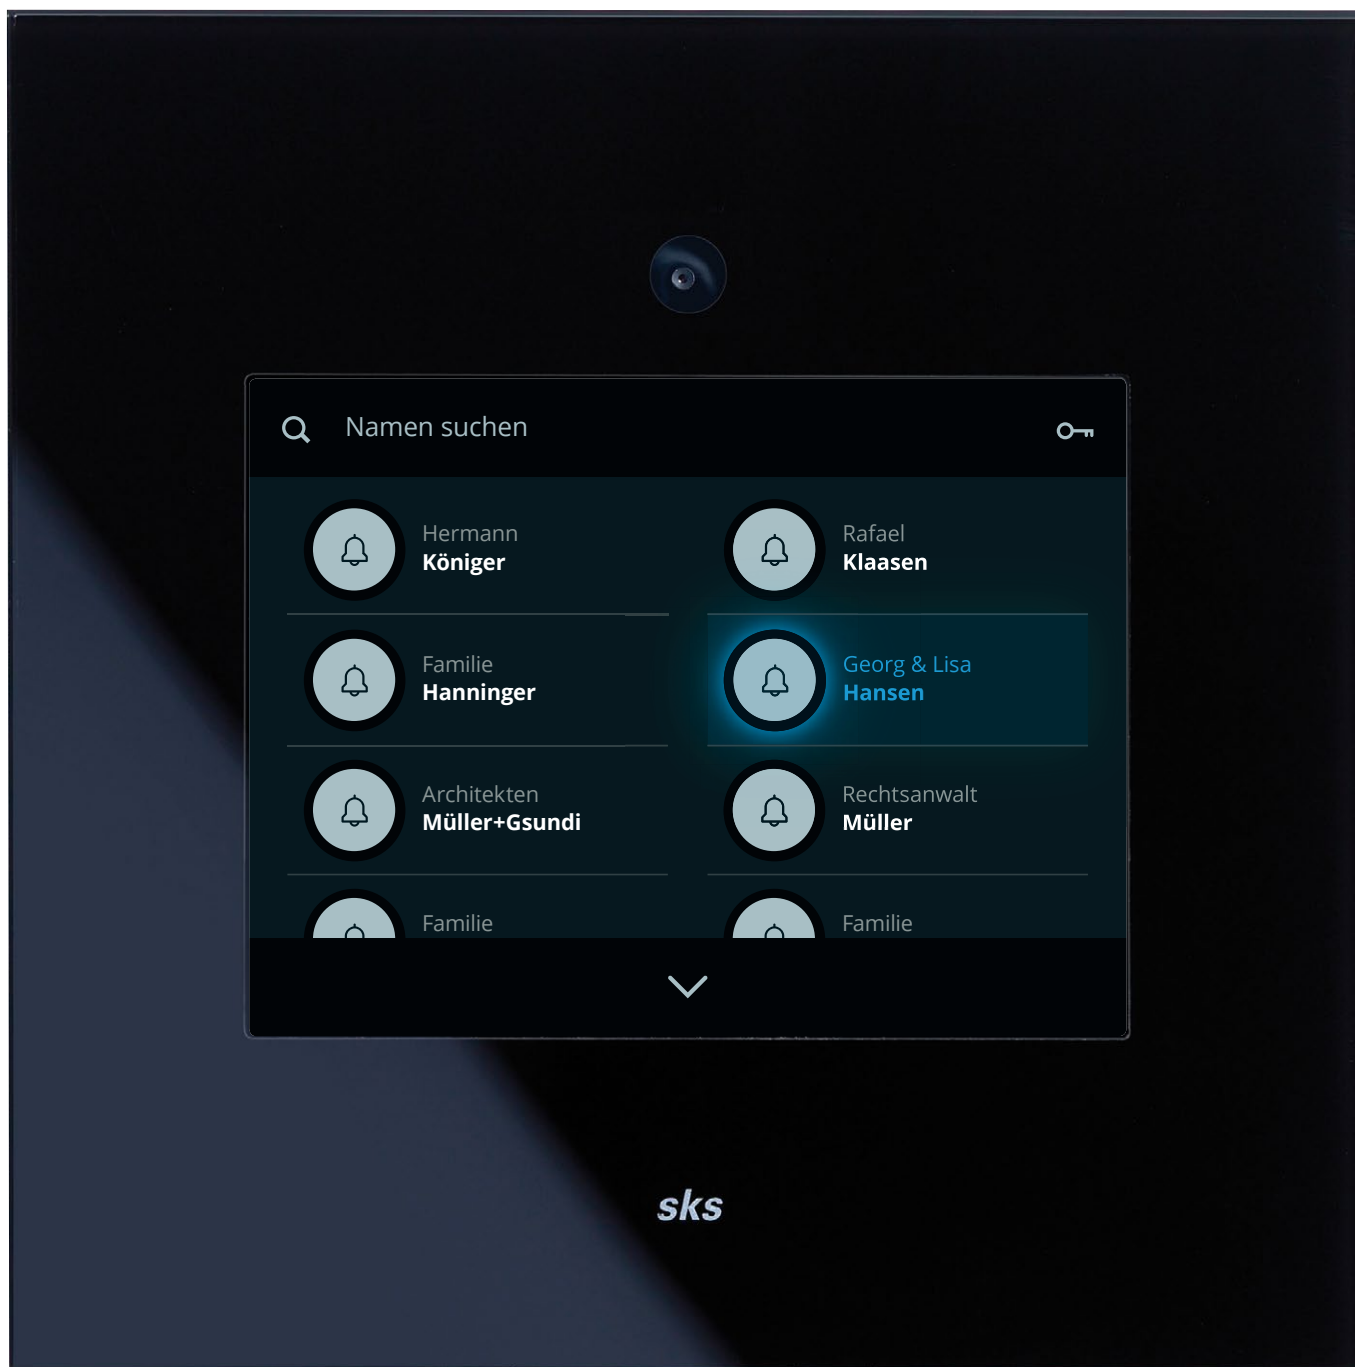 Namen suchen
Hermann
Königer
Rafael
Klaasen
Familie
Hanninger
Georg & Lisa
Hansen
Architekten
Müller+Gsundi
Rechtsanwalt
Müller
Familie
Familie
sks